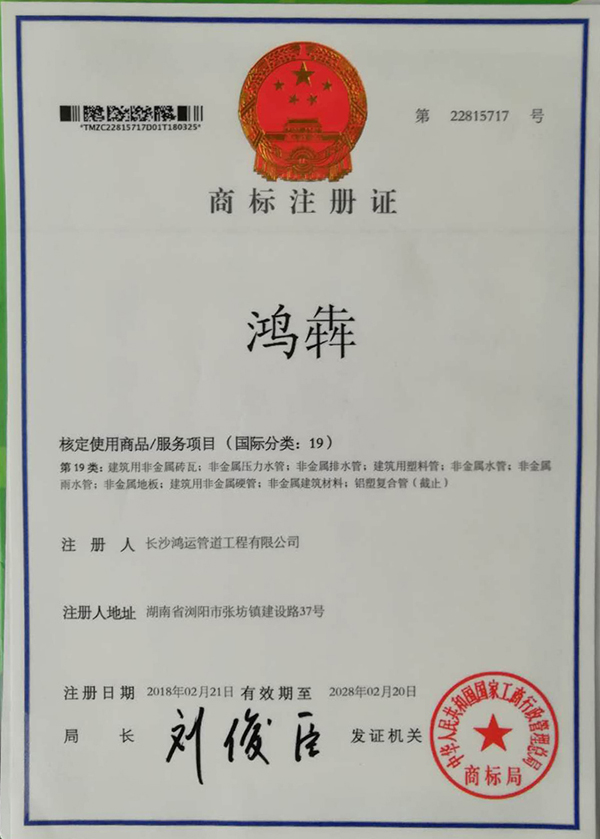 *TMZC22815717D01T180325*
第 22815717 号
商标注册证
鸿犇
核定使用商品/服务项目(国际分类:19)
第19类:建筑用非金属砖瓦;非金属压力水管;非金属排水管;建筑用塑料管;非金属水管;非金属
雨水管;非金属地板;建筑用非金属硬管;非金属建筑材料;铝塑复合管(截止)
注册人 长沙鸿运管道工程有限公司
注册人地址 湖南省浏阳市张坊镇建设路37号
注册日期 2018年02月21日 有效期至 2028年02月20日
局长 刘俊臣 发证机关
中华人民共和国国家工商行政管理总局
商标局